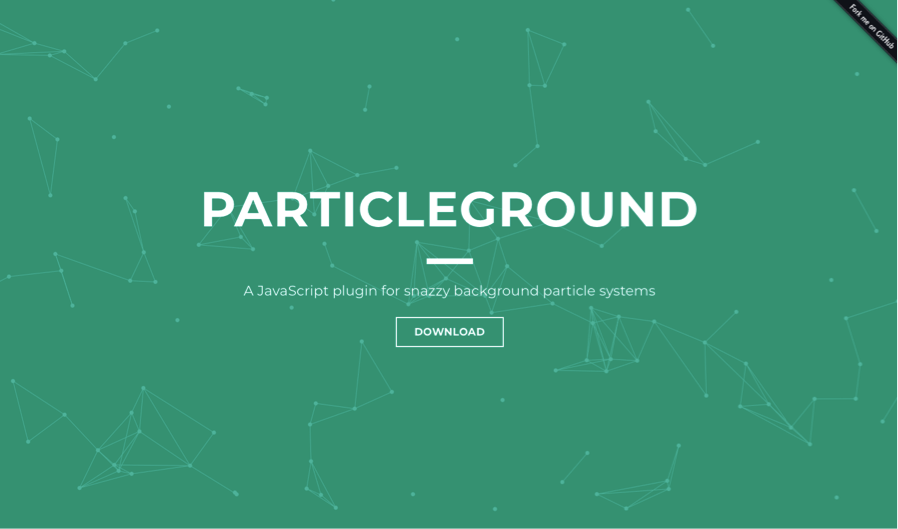 Fork me on GitHub
PARTICLEGROUND
A JavaScript plugin for snazzy background particle systems
DOWNLOAD